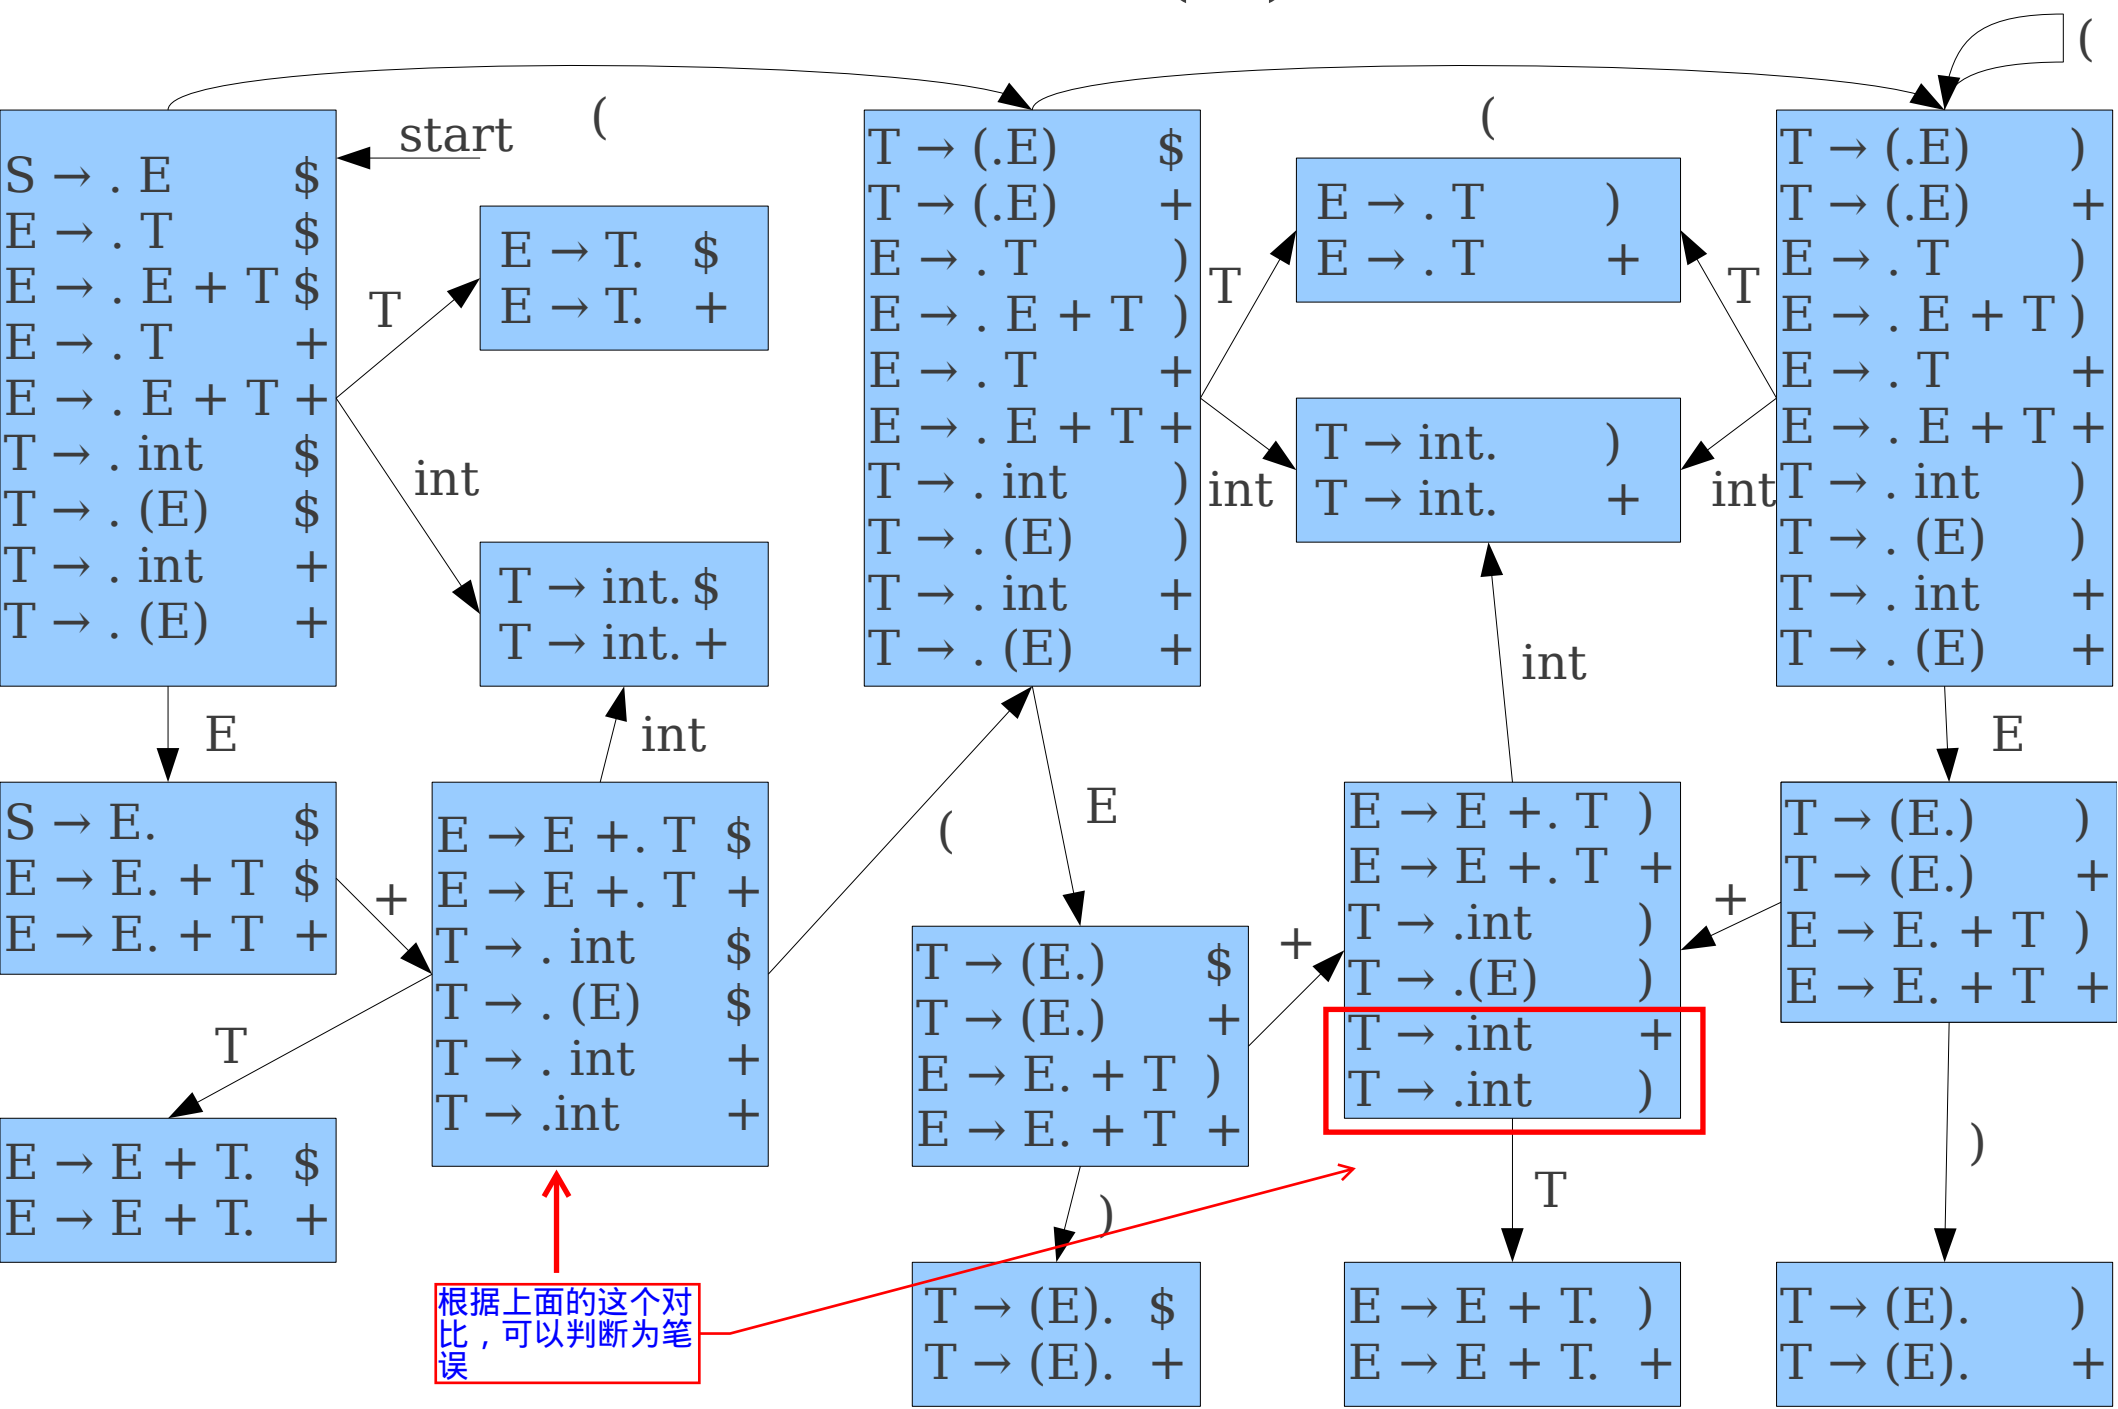 (
start
(
(
S → . E $
E → . T $
E → . E + T $
E → . T +
E → . E + T +
T → . int $
T → . (E) $
T → . int +
T → . (E) +
T
E → T. $
E → T. +
int
T → int. $
T → int. +
T → (.E) $
T → (.E) +
E → . T )
E → . E + T )
E → . T +
E → . E + T +
T → . int )
T → . (E) )
T → . int +
T → . (E) +
T
E → . T )
E → . T +
T
int
T → int. )
T → int. +
int
T → (.E) )
T → (.E) +
E → . T )
E → . E + T )
E → . T +
E → . E + T +
T → . int )
T → . (E) )
T → . int +
T → . (E) +
E
int
(
E
int
E
S → E. $
E → E. + T $
E → E. + T +
+
E → E +. T $
E → E +. T +
T → . int $
T → . (E) $
T → . int +
T → .int +
T → (E.) $
T → (E.) +
E → E. + T )
E → E. + T +
+
E → E +. T )
E → E +. T +
T → .int )
T → .(E) )
T → .int +
T → .int )
+
T → (E.) )
T → (E.) +
E → E. + T )
E → E. + T +
T
E → E + T. $
E → E + T. +
)
T
)
根据上面的这个对
比，可以判断为笔
误
T → (E). $
T → (E). +
E → E + T. )
E → E + T. +
T → (E). )
T → (E). +